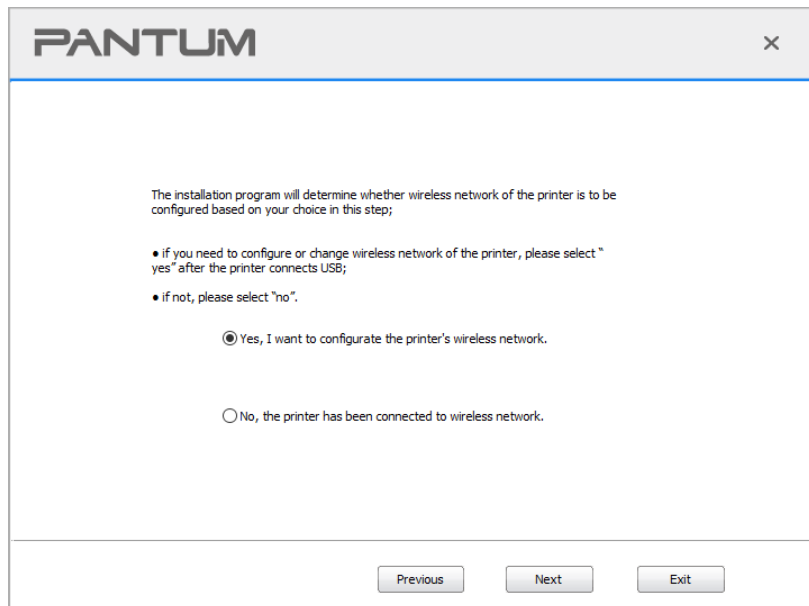 PANTUM
The installation program will determine whether wireless network of the printer is to be
configured based on your choice in this step;
● if you need to configure or change wireless network of the printer, please select “
yes” after the printer connects USB;
● if not, please select “no”.
Yes, I want to configurate the printer's wireless network.
No, the printer has been connected to wireless network.
Previous Next Exit